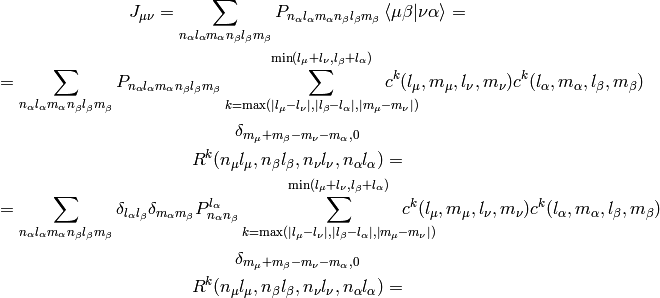 J_{\mu\nu} = \sum_{n_\alpha l_\alpha m_\alpha n_\beta l_\beta m_\beta} P_{n_\alpha l_\alpha m_\alpha n_\beta l_\beta m_\beta} \langle \mu\beta | \nu\alpha \rangle =
= \sum_{n_\alpha l_\alpha m_\alpha n_\beta l_\beta m_\beta} P_{n_\alpha l_\alpha m_\alpha n_\beta l_\beta m_\beta} \sum_{k=\max(|l_\mu-l_\nu|,|l_\beta-l_\alpha|,|m_\mu-m_\nu|)}^{\min(l_\mu+l_\nu,l_\beta+l_\alpha)} c^k(l_\mu, m_\mu, l_\nu, m_\nu) c^k(l_\alpha, m_\alpha, l_\beta, m_\beta)
\delta_{m_\mu+m_\beta-m_\nu-m_\alpha,0}
R^k(n_\mu l_\mu, n_\beta l_\beta, n_\nu l_\nu, n_\alpha l_\alpha) =
= \sum_{n_\alpha l_\alpha m_\alpha n_\beta l_\beta m_\beta} \delta_{l_\alpha l_\beta} \delta_{m_\alpha m_\beta} P^{l_\alpha}_{n_\alpha n_\beta} \sum_{k=\max(|l_\mu-l_\nu|,|l_\beta-l_\alpha|,|m_\mu-m_\nu|)}^{\min(l_\mu+l_\nu,l_\beta+l_\alpha)} c^k(l_\mu, m_\mu, l_\nu, m_\nu) c^k(l_\alpha, m_\alpha, l_\beta, m_\beta)
\delta_{m_\mu+m_\beta-m_\nu-m_\alpha,0}
R^k(n_\mu l_\mu, n_\beta l_\beta, n_\nu l_\nu, n_\alpha l_\alpha) =